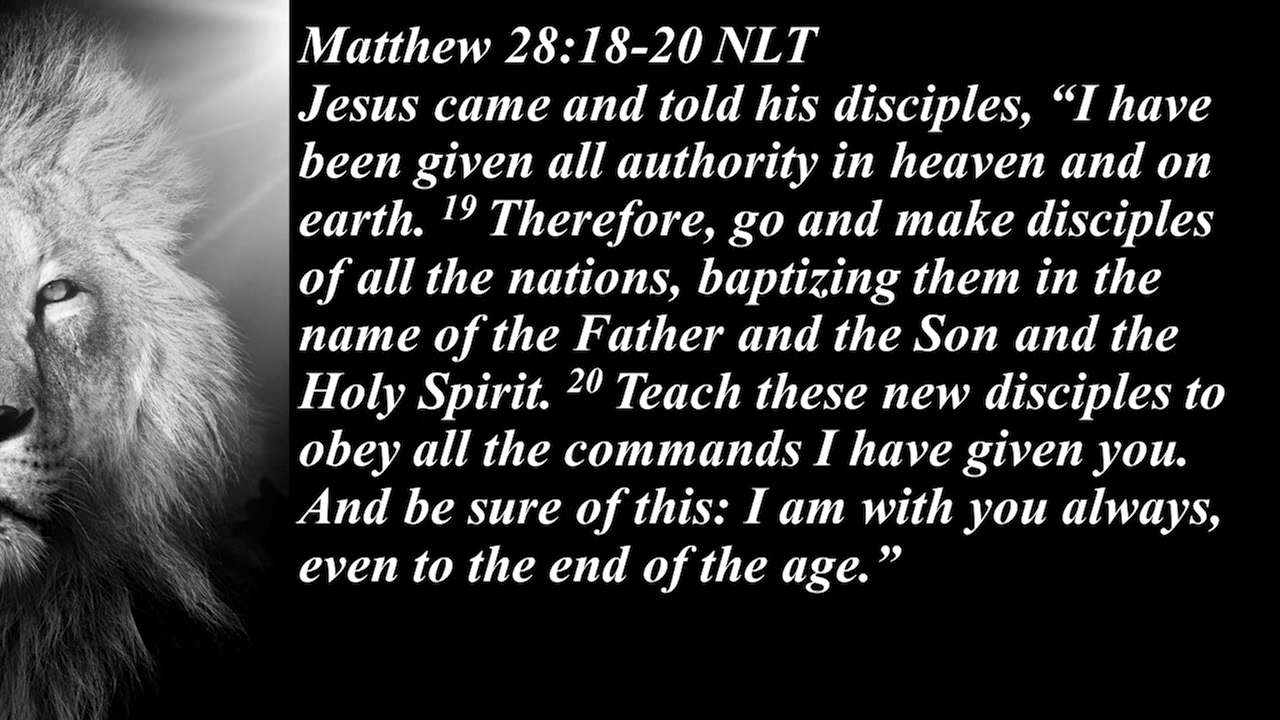 Matthew 28:18-20 NLT
Jesus came and told his disciples, “I have
been given all authority in heaven and on
earth. 19 Therefore, go and make disciples
of all the nations, baptizing them in the
name of the Father and the Son and the
Holy Spirit. 20 Teach these new disciples to
obey all the commands I have given you.
And be sure of this: I am with you always,
even to the end of the age.”